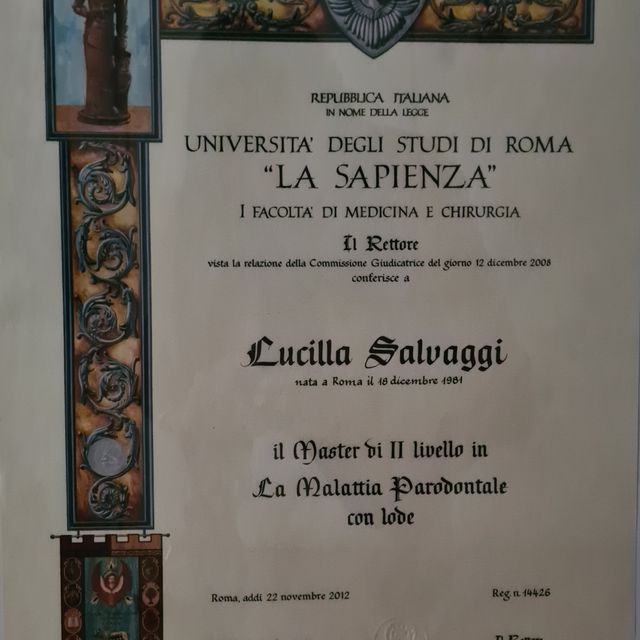 REPUBBLICA ITALIANA
IN NOME DELLA LEGGE
UNIVERSITA' DEGLI STUDI DI ROMA
"LA SAPIENZA"
I FACOLTA' DI MEDICINA E CHIRURGIA
Il Rettore
vista la relazione della Commissione Giudicatrice del giorno 12 dicembre 2008
conferisce a
Lucilla Salvaggi
nata a Roma il 18 dicembre 1981
il Master di II livello in
La Malattia Parodontale
con lode
Roma, addì 22 novembre 2012 Reg. n. 14426
Il Rettore